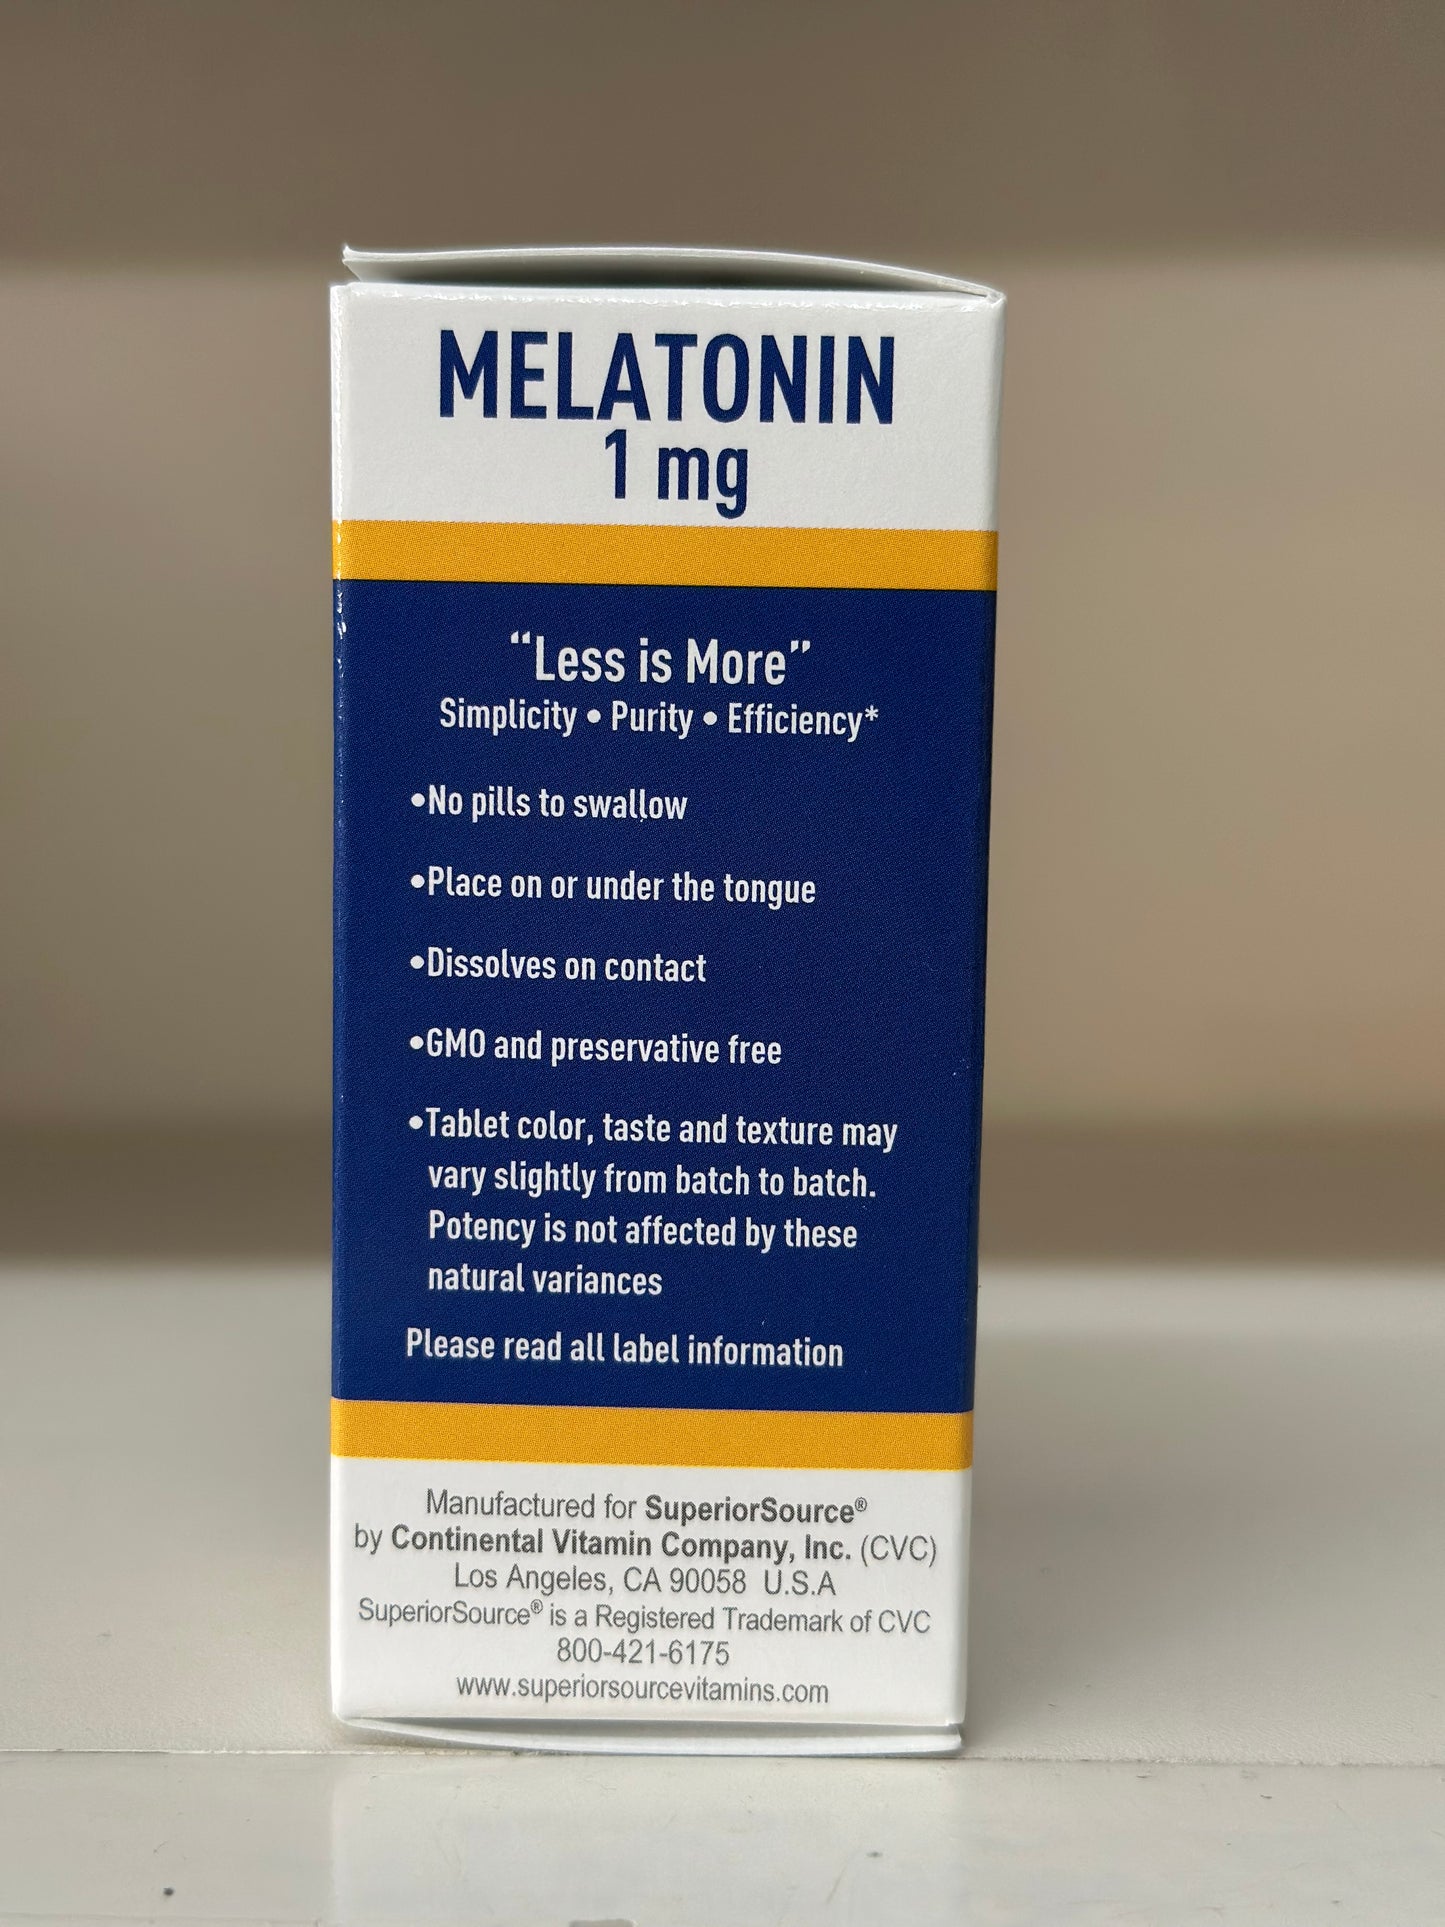 MELATONIN
1 mg
“Less is More”
Simplicity • Purity • Efficiency*
•No pills to swallow
•Place on or under the tongue
•Dissolves on contact
•GMO and preservative free
•Tablet color, taste and texture may
vary slightly from batch to batch.
Potency is not affected by these
natural variances
Please read all label information
Manufactured for SuperiorSource®
by Continental Vitamin Company, Inc. (CVC)
Los Angeles, CA 90058 U.S.A
SuperiorSource® is a Registered Trademark of CVC
800-421-6175
www.superiorsourcevitamins.com